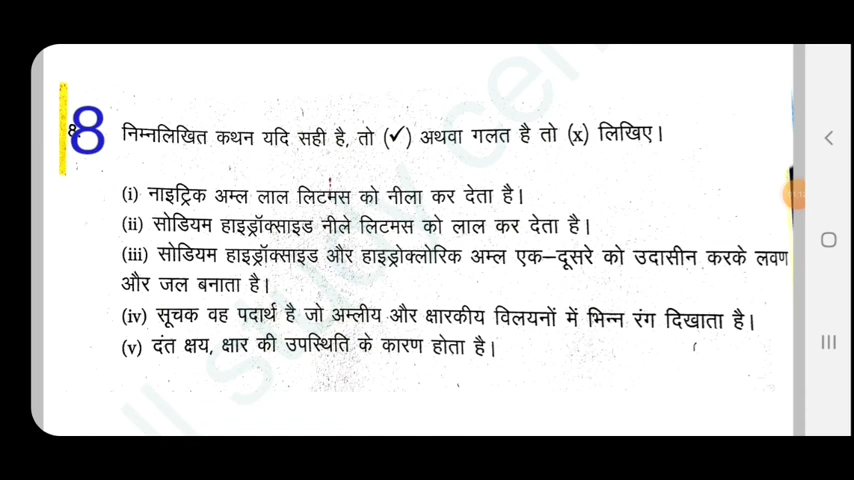 8 निम्नलिखित कथन यदि सही है, तो (✓) अथवा गलत है तो (x) लिखिए।
(i) नाइट्रिक अम्ल लाल लिटमस को नीला कर देता है।
(ii) सोडियम हाइड्रॉक्साइड नीले लिटमस को लाल कर देता है।
(iii) सोडियम हाइड्रॉक्साइड और हाइड्रोक्लोरिक अम्ल एक–दूसरे को उदासीन करके लवण
और जल बनाता है।
(iv) सूचक वह पदार्थ है जो अम्लीय और क्षारकीय विलयनों में भिन्न रंग दिखाता है।
(v) दंत क्षय, क्षार की उपस्थिति के कारण होता है।